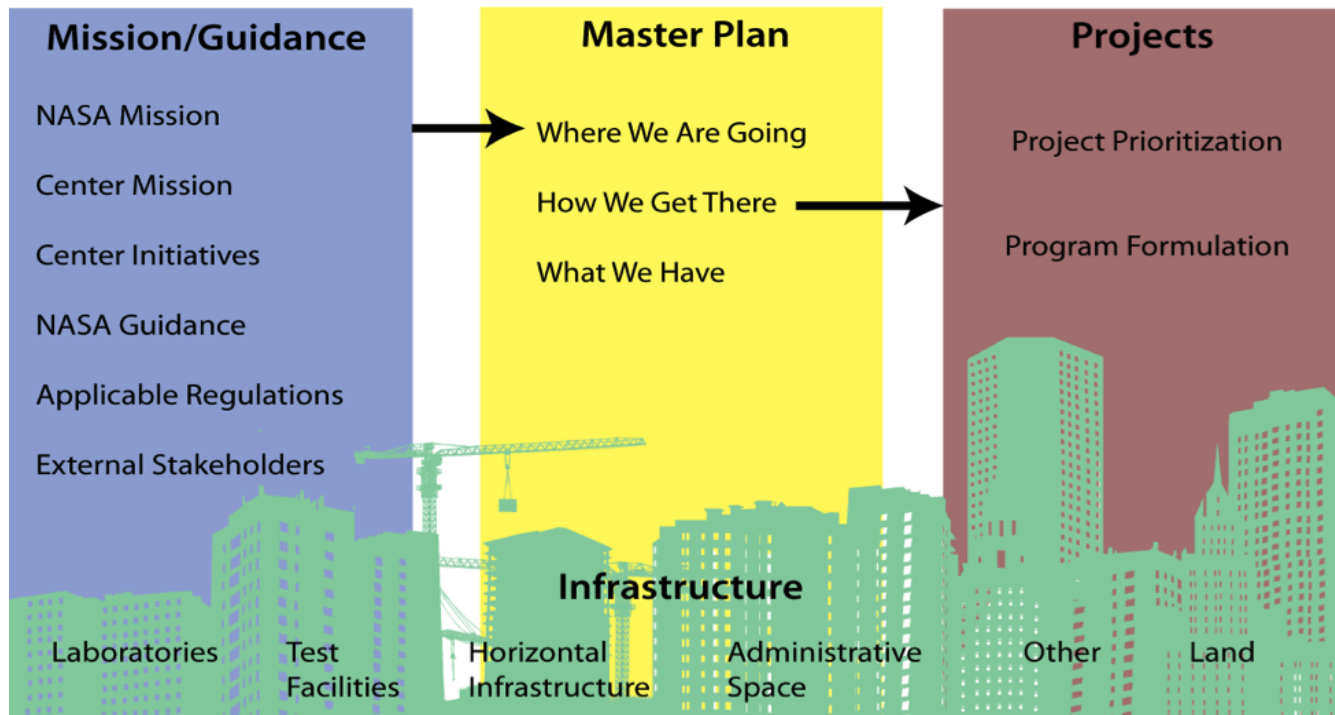 Mission/Guidance
NASA Mission
Center Mission
Center Initiatives
NASA Guidance
Applicable Regulations
External Stakeholders
Master Plan
Where We Are Going
How We Get There
What We Have
Projects
Project Prioritization
Program Formulation
Infrastructure
Laboratories
Test
Facilities
Horizontal
Infrastructure
Administrative
Space
Other
Land